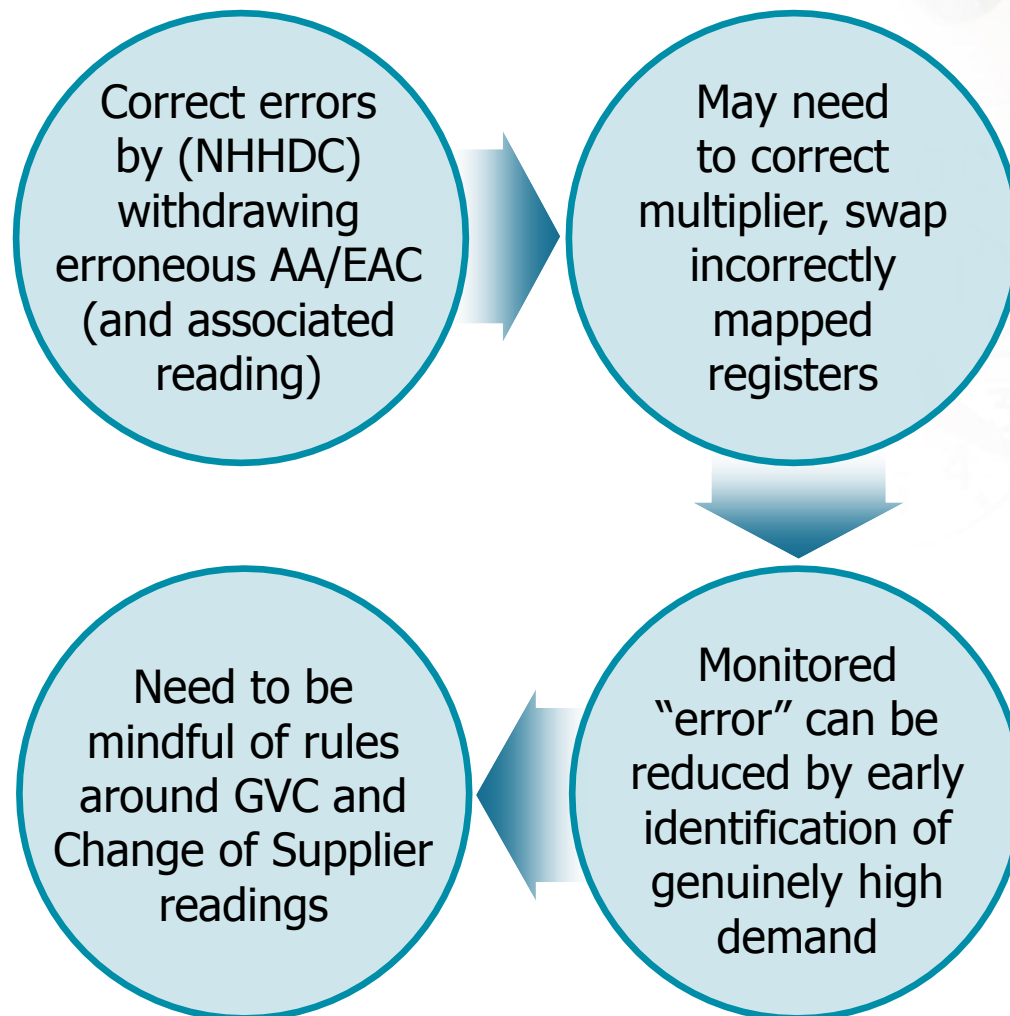 Correct errors
by (NHHDC)
withdrawing
erroneous AA/EAC
(and associated
reading)
May need
to correct
multiplier, swap
incorrectly
mapped
registers
Monitored
“error” can be
reduced by early
identification of
genuinely high
demand
Need to be
mindful of rules
around GVC and
Change of Supplier
readings